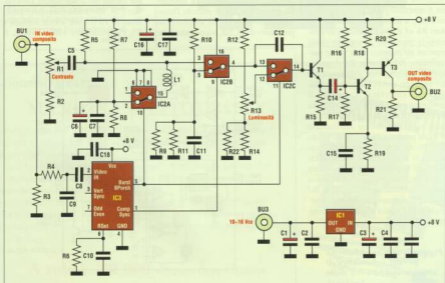 +8 V
BU1
IN video
composito
R1
Contrasto
C5
R5
R7
C16
C17
R10
R12
C12
R16
R18
R20
OUT video
composito
BU2
R2
L1
IC2A
IC2B
IC2C
T1
T2
T3
C14
R13
Luminosità
R15
R17
R21
C6
C7
R8
+8 V
C18
R6
R11
C11
R22
R14
C15
R19
R4
C8
C9
R3
Vcc
Video
IN
Vert
Sync
Odd
Even
RSet
GND
IC3
Burst
BPorch
Comp
Sync
R9
C10
10-16 Vcc
BU3
C1
C2
IC1
OUT
IN
GND
C3
C4
+8 V